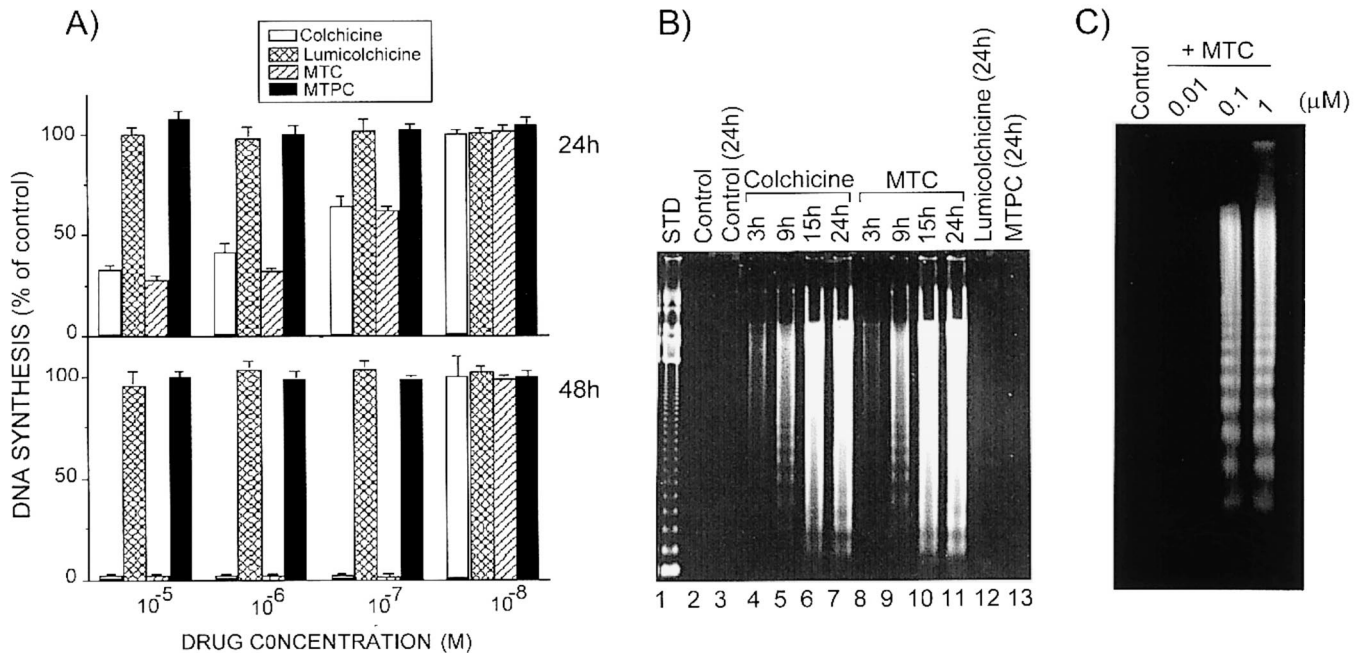 A)
Colchicine
Lumicolchicine
MTC
MTPC
DNA SYNTHESIS (% of control)
100
50
0
24h
100
50
0
48h
10-5 10-6 10-7 10-8
DRUG C0NCENTRATION (M)
B)
STD
Control
Control (24h)
Colchicine
3h 9h 15h 24h
MTC
3h 9h 15h 24h
Lumicolchicine (24h)
MTPC (24h)
1 2 3 4 5 6 7 8 9 10 11 12 13
C)
Control
+ MTC
0.01 0.1 1 (μM)